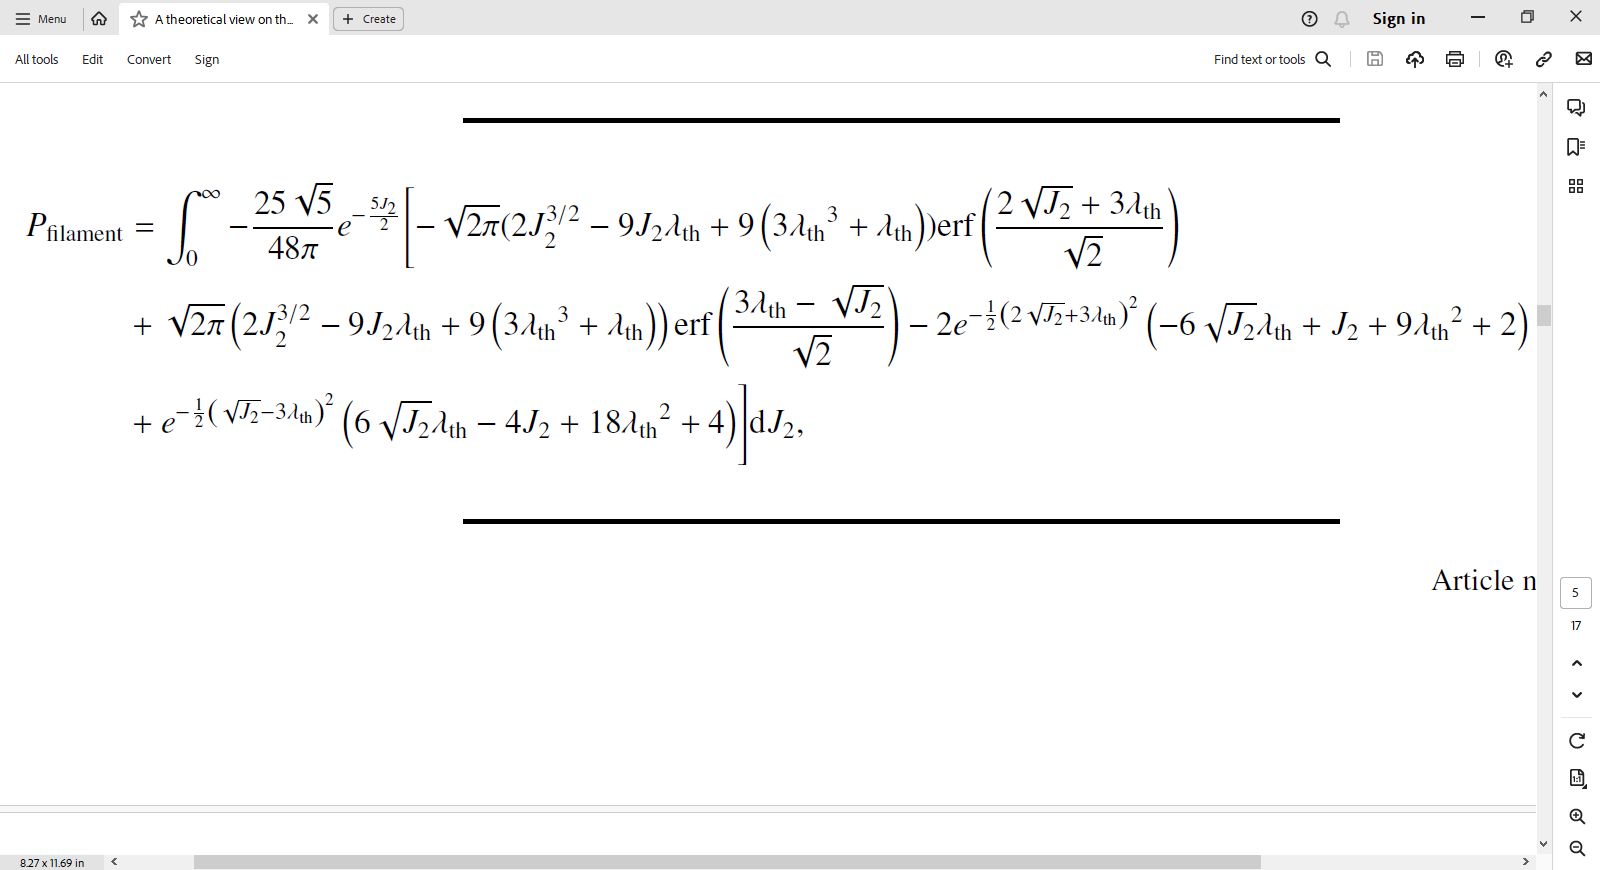 Menu A theoretical view on th... Create Sign in
All tools Edit Convert Sign Find text or tools
P_filament = ∫_0^∞ − (25 √5)/(48π) e^{−5J_2/2} [ − √(2π)(2J_2^{3/2} − 9J_2λ_th + 9(3λ_th^3 + λ_th))erf((2√J_2 + 3λ_th)/√2)
+ √(2π)(2J_2^{3/2} − 9J_2λ_th + 9(3λ_th^3 + λ_th))erf((3λ_th − √J_2)/√2) − 2e^{−½(2√J_2+3λ_th)^2}(−6√J_2λ_th + J_2 + 9λ_th^2 + 2)
+ e^{−½(√J_2−3λ_th)^2}(6√J_2λ_th − 4J_2 + 18λ_th^2 + 4)]dJ_2,
Article n
5
17
1:1
8.27 x 11.69 in